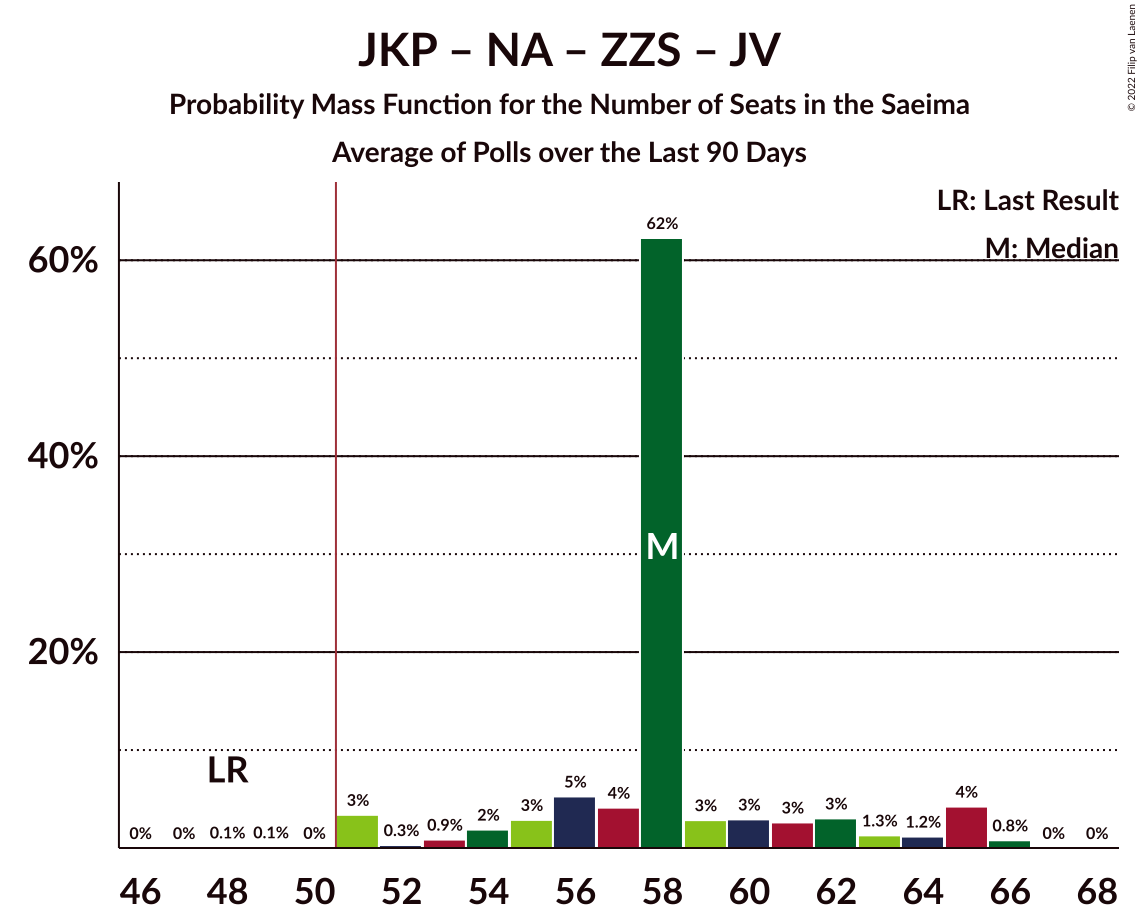 JKP – NA – ZZS – JV
Probability Mass Function for the Number of Seats in the Saeima
Average of Polls over the Last 90 Days
© 2022 Filip van Laenen
LR: Last Result
M: Median
60%
40%
20%
0% 0% 0.1% 0.1% 0% 3% 0.3% 0.9% 2% 3% 5% 4% 62% 3% 3% 3% 3% 1.3% 1.2% 4% 0.8% 0% 0%
LR
M
46 48 50 52 54 56 58 60 62 64 66 68